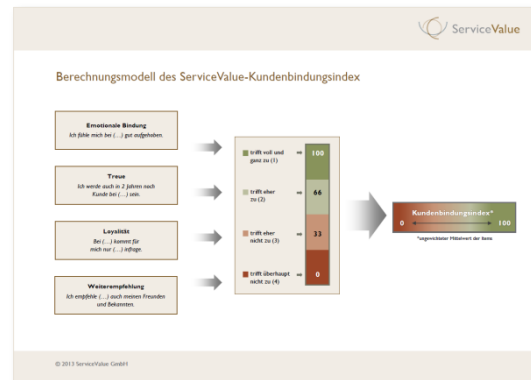 ServiceValue
Berechnungsmodell des ServiceValue-Kundenbindungsindex
Emotionale Bindung
Ich fühle mich bei (...) gut aufgehoben.
Treue
Ich werde auch in 2 Jahren noch
Kunde bei (...) sein.
Loyalität
Bei (...) kommt für
mich nur (...) infrage.
Weiterempfehlung
Ich empfehle (...) auch meinen Freunden
und Bekannten.
trifft voll und
ganz zu (1)
100
trifft eher
zu (2)
66
trifft eher
nicht zu (3)
33
trifft überhaupt
nicht zu (4)
0
Kundenbindungsindex*
0
100
*ungewichteter Mittelwert der Items
© 2013 ServiceValue GmbH